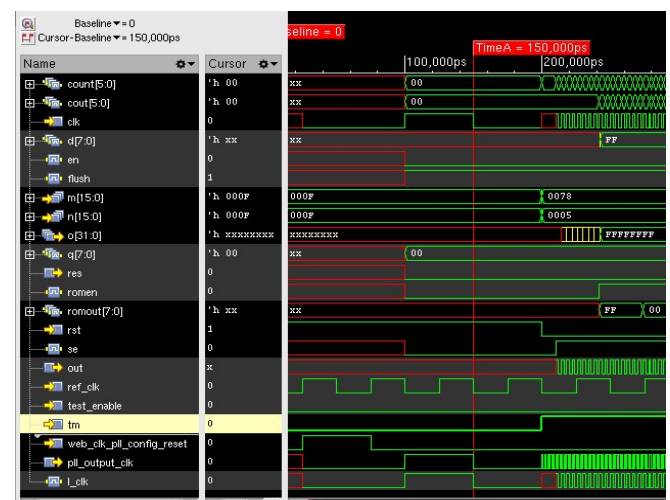 Baseline▼= 0
Cursor-Baseline▼= 150,000ps
seline = 0
TimeA = 150,000ps
Name Cursor 100,000ps 200,000ps
count[5:0] 'h 00 xx 00
cout[5:0] 'h 00 xx 00
clk 0
d[7:0] 'h xx xx FF
en 0
flush 1
m[15:0] 'h 000F 000F 0078
n[15:0] 'h 000F 000F 0005
o[31:0] 'h xxxxxxxx xxxxxxxx FFFFFFFF
q[7:0] 'h 00 xx 00
res 0
romen 0
romout[7:0] 'h xx xx FF 00
rst 1
se 0
out x
ref_clk 0
test_enable 0
tm 0
web_clk_pll_config_reset 0
pll_output_clk 0
l_clk 0